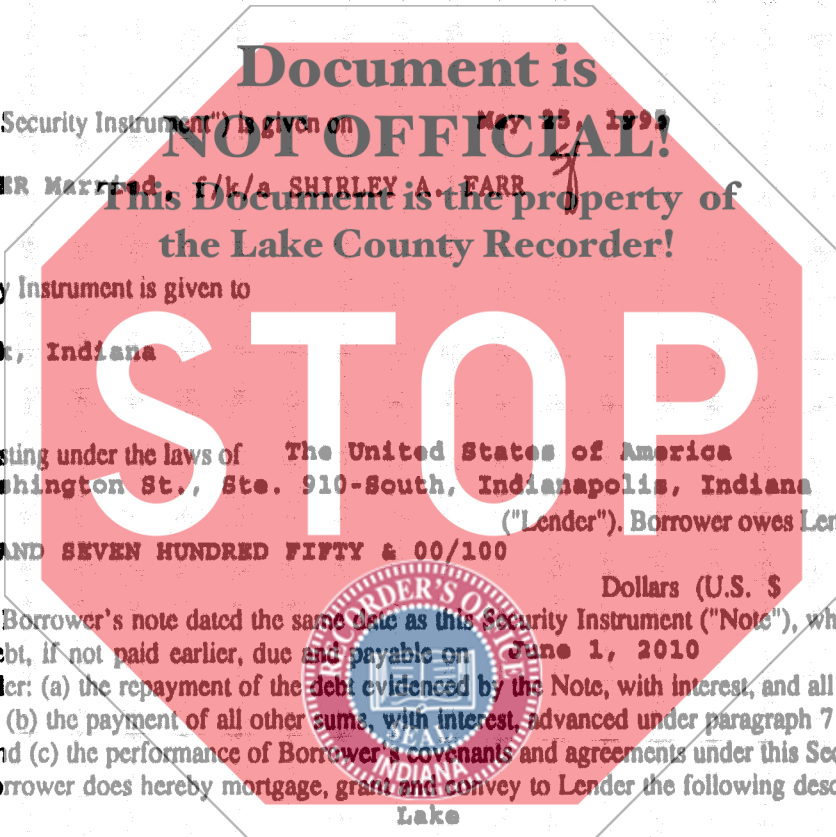 Document is
Security Instrument") is given on May 25, 1995
NOT OFFICIAL!
ER Married, f/k/a SHIRLEY A. FARR
This Document is the property of
the Lake County Recorder!
y Instrument is given to
STOP
, Indiana
sting under the laws of The United States of America
shington St., Ste. 910-South, Indianapolis, Indiana
("Lender"). Borrower owes Len
AND SEVEN HUNDRED FIFTY & 00/100
Dollars (U.S. $
RECORDER'S OFFICE
Borrower's note dated the same date as this Security Instrument ("Note"), wh
bt, if not paid earlier, due and payable on June 1, 2010
er: (a) the repayment of the debt evidenced by the Note, with interest, and all
(b) the payment of all other sums, with interest, advanced under paragraph 7
SEAL
nd (c) the performance of Borrower's covenants and agreements under this Sec
INDIANA
rrower does hereby mortgage, grant and convey to Lender the following desc
Lake